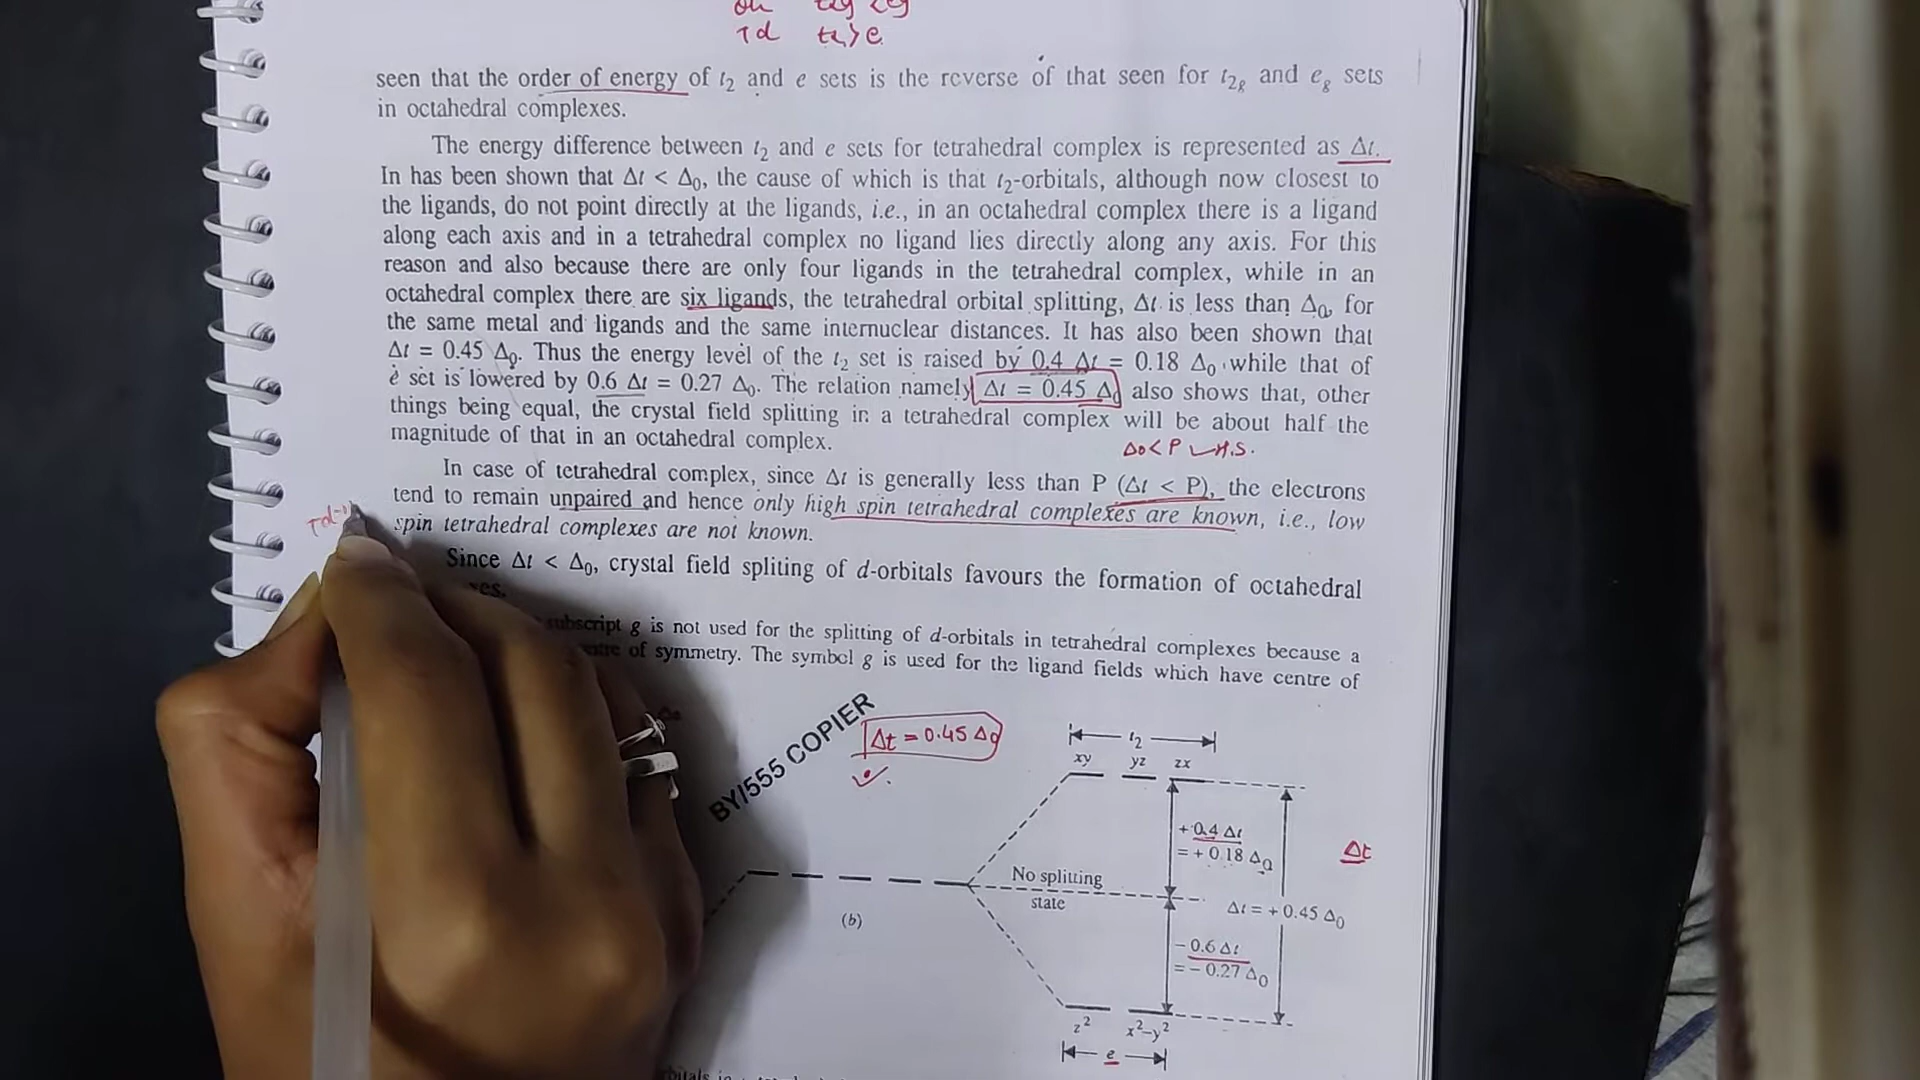 Td t₂>e
seen that the order of energy of t₂ and e sets is the reverse of that seen for t₂g and eg sets
in octahedral complexes.
The energy difference between t₂ and e sets for tetrahedral complex is represented as Δt.
In has been shown that Δt < Δ₀, the cause of which is that t₂-orbitals, although now closest to
the ligands, do not point directly at the ligands, i.e., in an octahedral complex there is a ligand
along each axis and in a tetrahedral complex no ligand lies directly along any axis. For this
reason and also because there are only four ligands in the tetrahedral complex, while in an
octahedral complex there are six ligands, the tetrahedral orbital splitting, Δt is less than Δ₀, for
the same metal and ligands and the same internuclear distances. It has also been shown that
Δt = 0.45 Δ₀. Thus the energy level of the t₂ set is raised by 0.4 Δt = 0.18 Δ₀ while that of
e set is lowered by 0.6 Δt = 0.27 Δ₀. The relation namely Δt = 0.45 Δ₀ also shows that, other
things being equal, the crystal field splitting in a tetrahedral complex will be about half the
magnitude of that in an octahedral complex.
Δo < P H.S.
In case of tetrahedral complex, since Δt is generally less than P (Δt < P), the electrons
tend to remain unpaired and hence only high spin tetrahedral complexes are known, i.e., low
Td-
spin tetrahedral complexes are not known.
Since Δt < Δ₀, crystal field spliting of d-orbitals favours the formation of octahedral
subscript g is not used for the splitting of d-orbitals in tetrahedral complexes because a
of symmetry. The symbol g is used for the ligand fields which have centre of
BY/555 COPIER
Δt = 0.45 Δ₀
t₂
xy yz zx
+ 0.4 Δt
= + 0.18 Δ₀
Δt
No splitting
state
Δt = + 0.45 Δ₀
(b)
- 0.6 Δt
= - 0.27 Δ₀
z² x²–y²
e